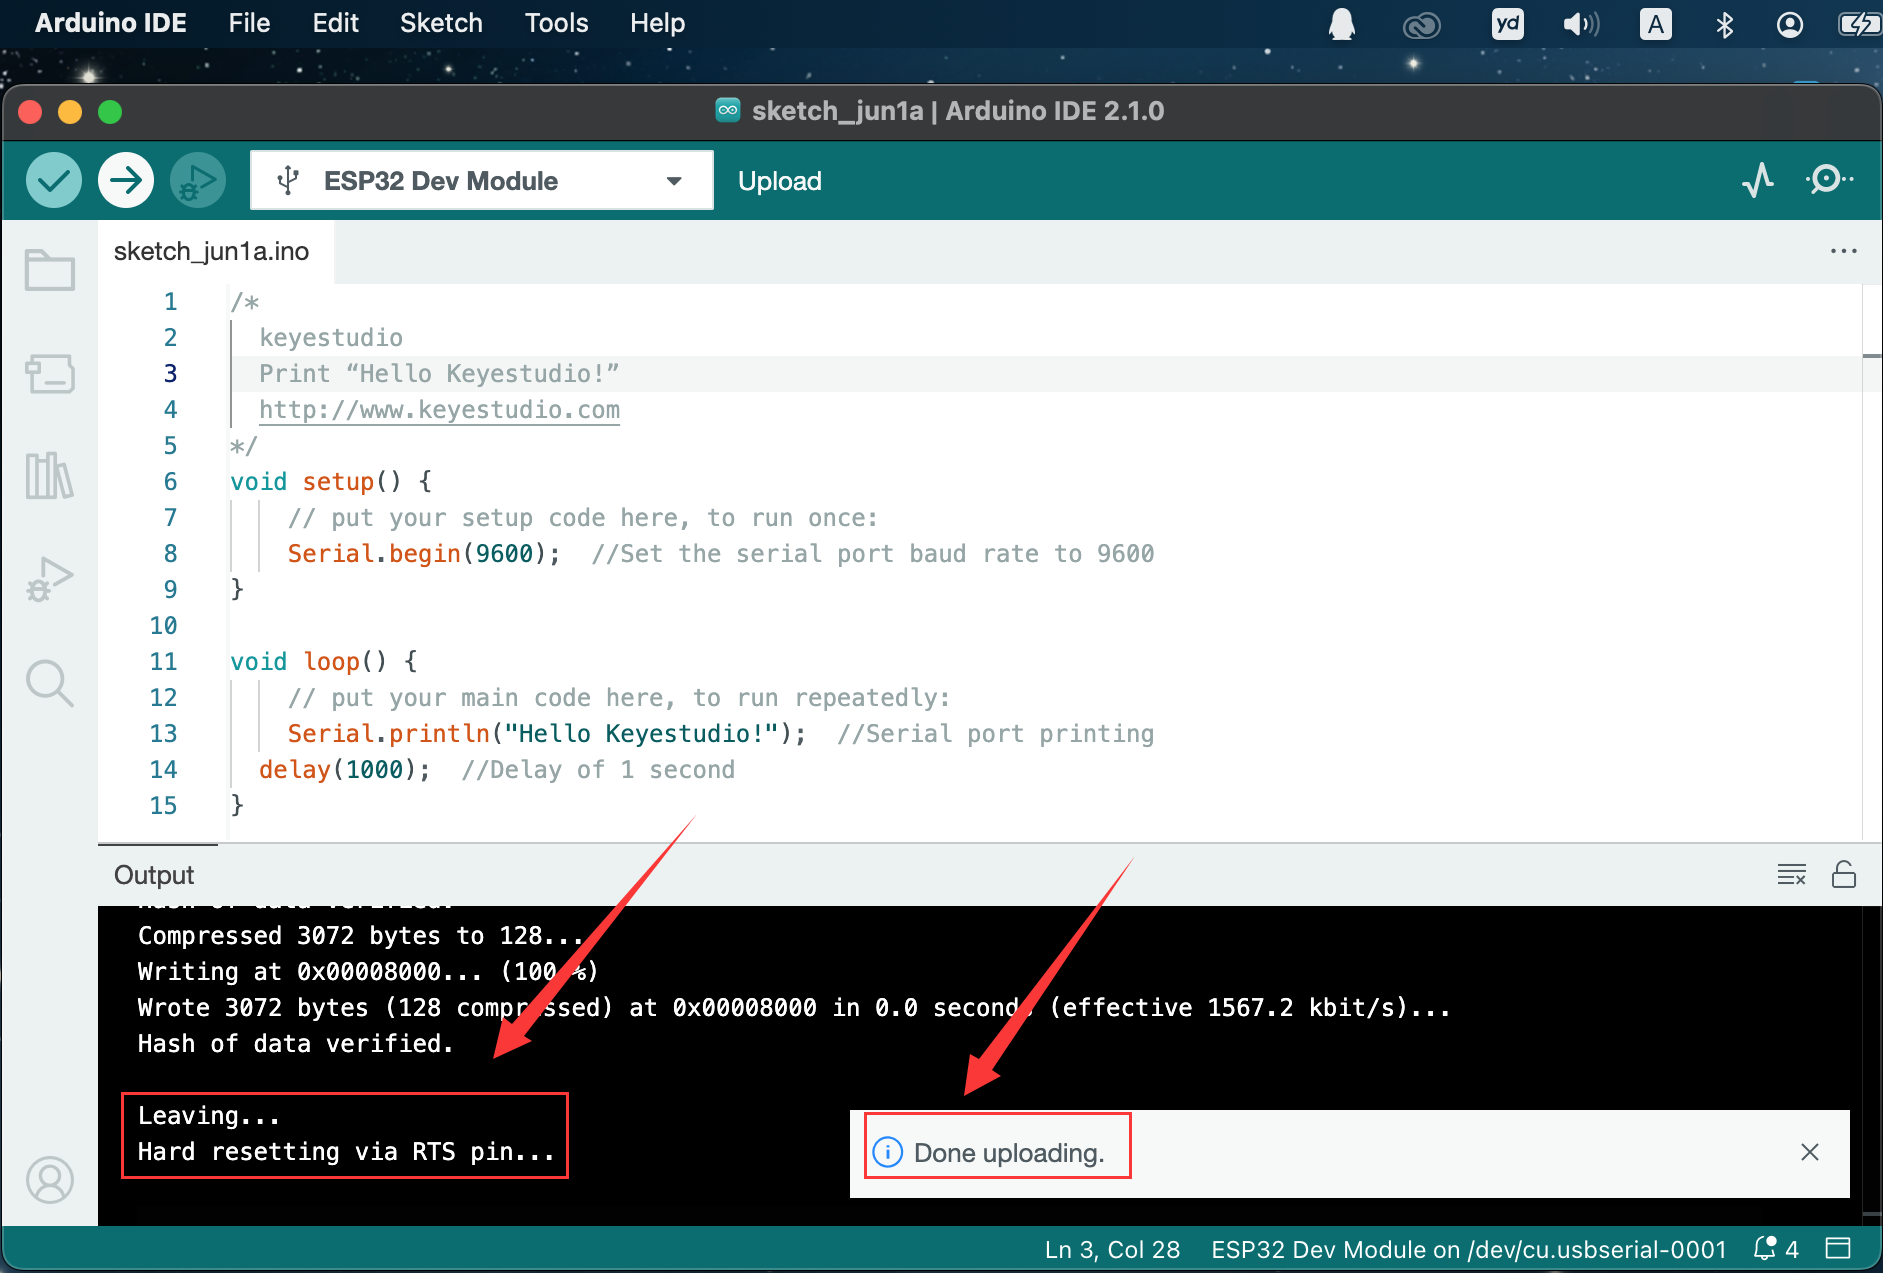 Arduino IDE File Edit Sketch Tools Help yd A
sketch_jun1a | Arduino IDE 2.1.0
ESP32 Dev Module Upload
sketch_jun1a.ino
1 /*
2 keyestudio
3 Print “Hello Keyestudio!”
4 http://www.keyestudio.com
5 */
6 void setup() {
7 // put your setup code here, to run once:
8 Serial.begin(9600); //Set the serial port baud rate to 9600
9 }
10
11 void loop() {
12 // put your main code here, to run repeatedly:
13 Serial.println("Hello Keyestudio!"); //Serial port printing
14 delay(1000); //Delay of 1 second
15 }
Output
Hash of data verified.
Compressed 3072 bytes to 128...
Writing at 0x00008000... (100 %)
Wrote 3072 bytes (128 compressed) at 0x00008000 in 0.0 seconds (effective 1567.2 kbit/s)...
Hash of data verified.
Leaving...
Hard resetting via RTS pin...
Done uploading.
Ln 3, Col 28 ESP32 Dev Module on /dev/cu.usbserial-0001 4